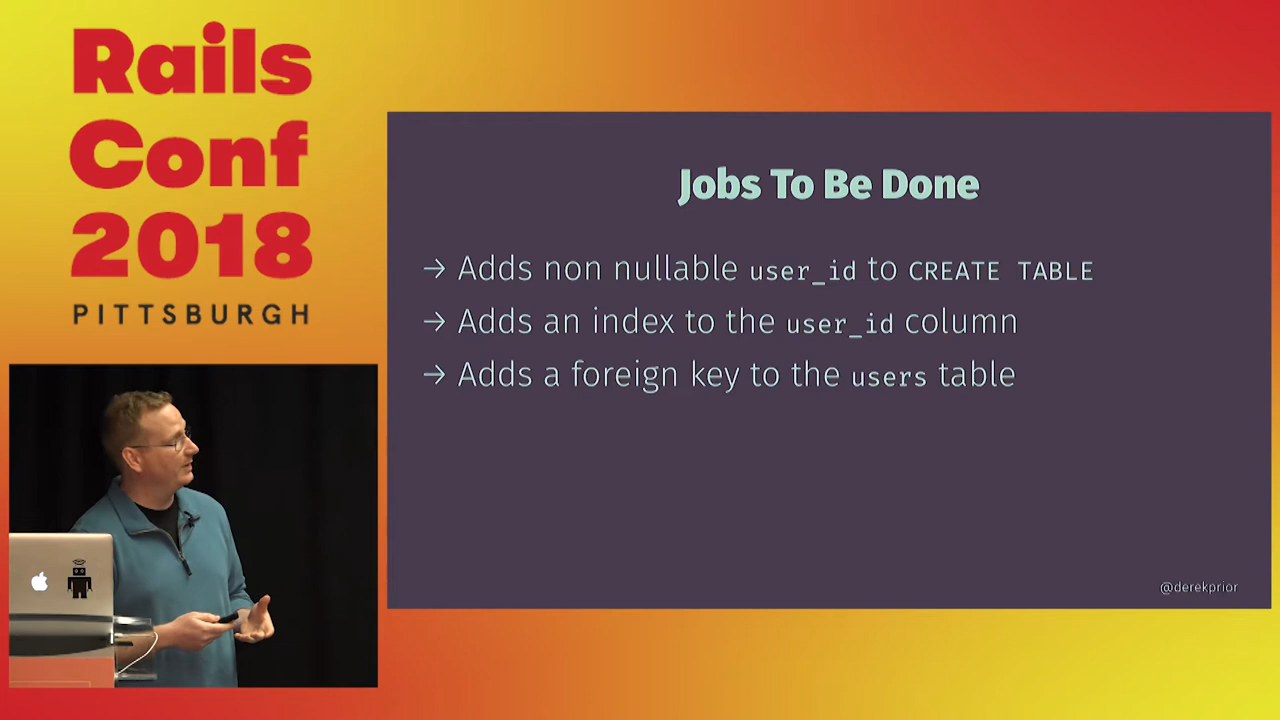 Rails
Conf
2018
PITTSBURGH
Jobs To Be Done
→ Adds non nullable user_id to CREATE TABLE
→ Adds an index to the user_id column
→ Adds a foreign key to the users table
@derekprior